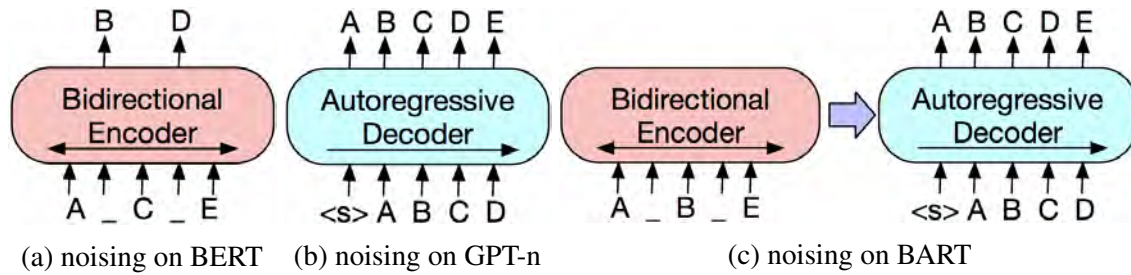 B D
A B C D E
A B C D E
Bidirectional
Encoder
Autoregressive
Decoder
Bidirectional
Encoder
Autoregressive
Decoder
A _ C _ E
<s> A B C D
A _ B _ E
<s> A B C D
(a) noising on BERT
(b) noising on GPT-n
(c) noising on BART